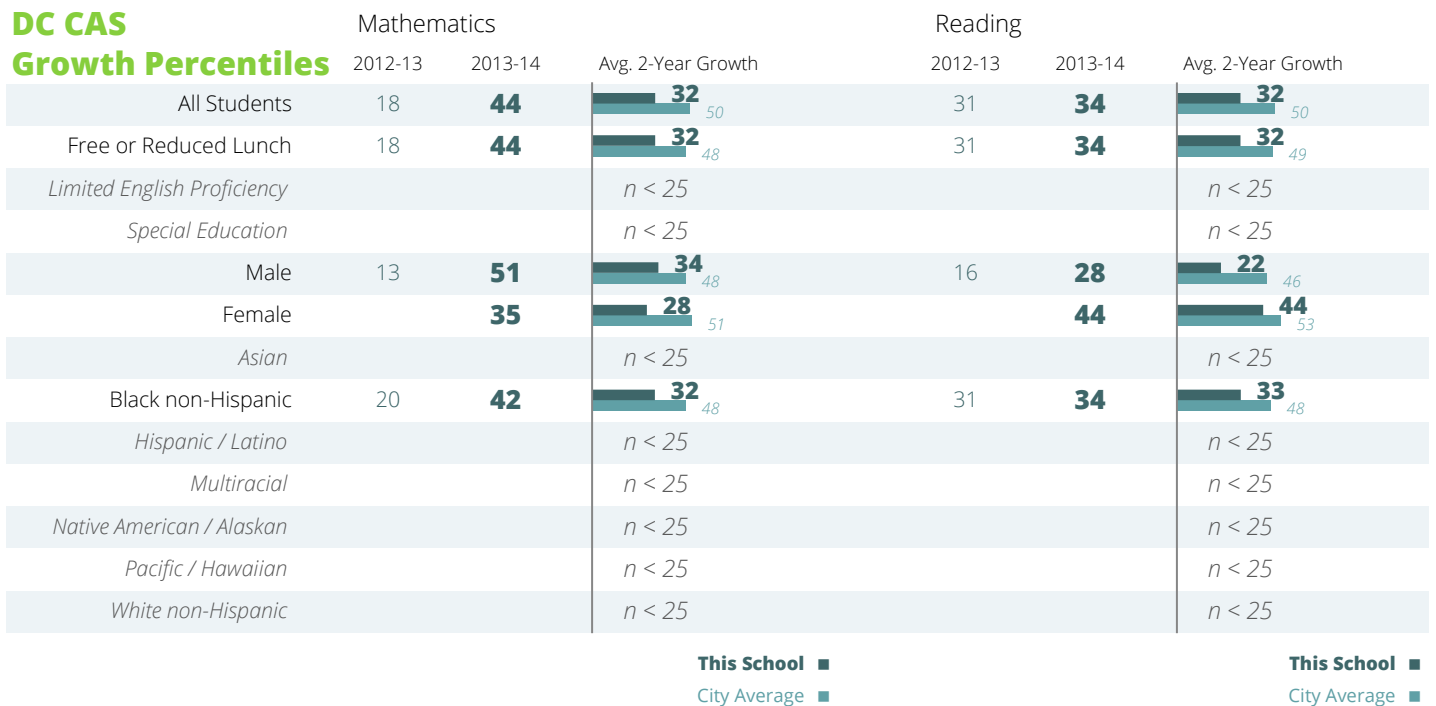 DC CAS Mathematics Reading
Growth Percentiles 2012-13 2013-14 Avg. 2-Year Growth 2012-13 2013-14 Avg. 2-Year Growth
All Students 18 44 32 50 31 34 32 50
Free or Reduced Lunch 18 44 32 48 31 34 32 49
Limited English Proficiency n < 25 n < 25
Special Education n < 25 n < 25
Male 13 51 34 48 16 28 22 46
Female 35 28 51 44 44 53
Asian n < 25 n < 25
Black non-Hispanic 20 42 32 48 31 34 33 48
Hispanic / Latino n < 25 n < 25
Multiracial n < 25 n < 25
Native American / Alaskan n < 25 n < 25
Pacific / Hawaiian n < 25 n < 25
White non-Hispanic n < 25 n < 25
This School This School
City Average City Average